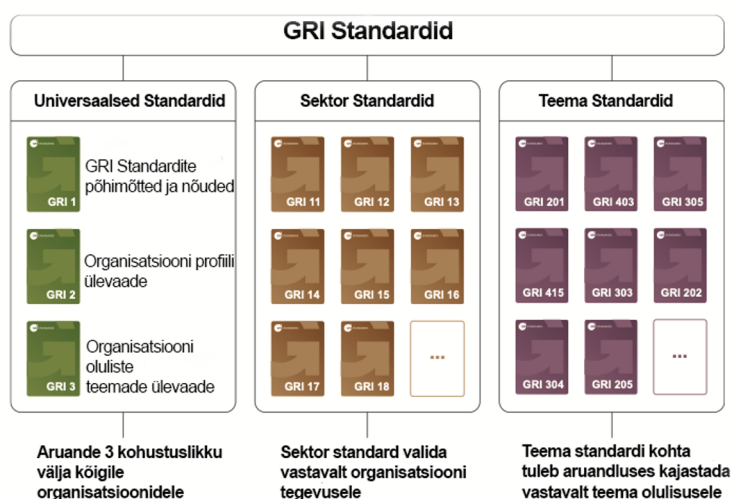 GRI Standardid
Universaalsed Standardid
GRI 1
GRI Standardite
põhimõtted ja nõuded
GRI 2
Organisatsiooni profiili
ülevaade
GRI 3
Organisatsiooni
oluliste
teemade ülevaade
Aruande 3 kohustuslikku
välja kõigile
organisatsioonidele
Sektor Standardid
GRI 11 GRI 12 GRI 13
GRI 14 GRI 15 GRI 16
GRI 17 GRI 18 ...
Sektor standard valida
vastavalt organisatsiooni
tegevusele
Teema Standardid
GRI 201 GRI 403 GRI 305
GRI 415 GRI 303 GRI 202
GRI 304 GRI 205 ...
Teema standardi kohta
tuleb aruandluses kajastada
vastavalt teema olulisusele